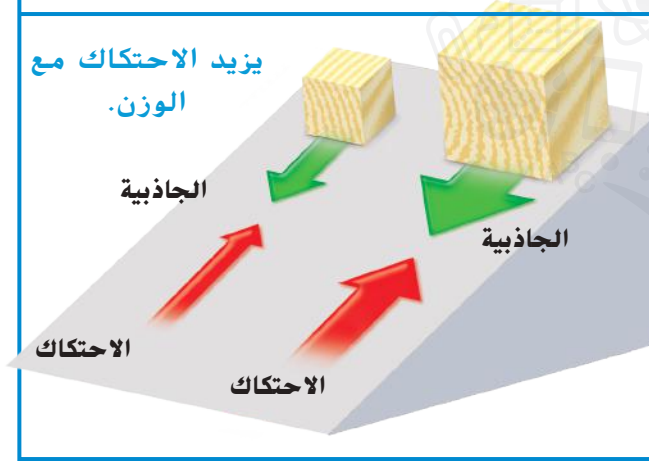 يزيد الاحتكاك مع
الوزن.
الجاذبية
الجاذبية
الاحتكاك
الاحتكاك